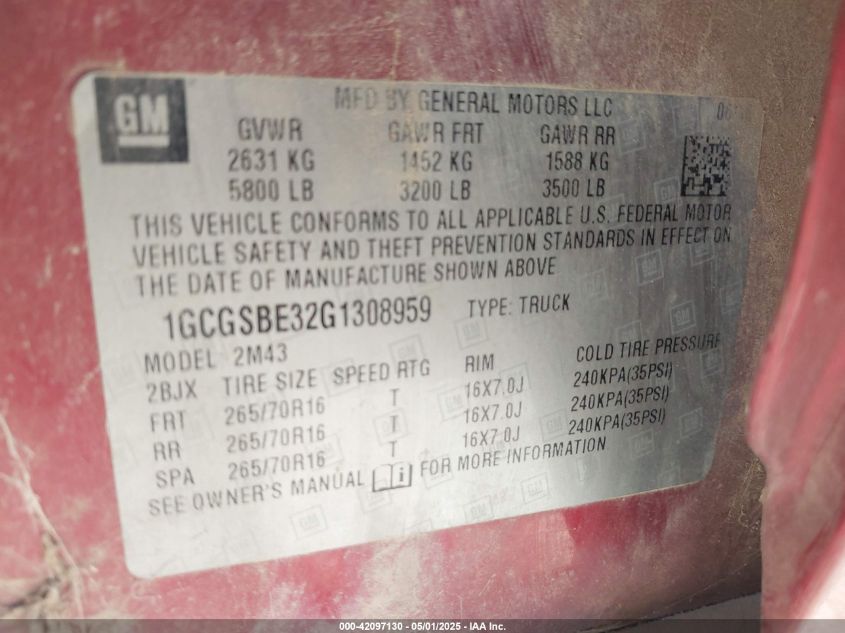 GM
MFD BY GENERAL MOTORS LLC
GVWR GAWR FRT GAWR RR
2631 KG 1452 KG 1588 KG
5800 LB 3200 LB 3500 LB
THIS VEHICLE CONFORMS TO ALL APPLICABLE U.S. FEDERAL MOTOR
VEHICLE SAFETY AND THEFT PREVENTION STANDARDS IN EFFECT ON
THE DATE OF MANUFACTURE SHOWN ABOVE
1GCGSBE32G1308959 TYPE: TRUCK
MODEL 2M43
2BJX TIRE SIZE SPEED RTG RIM COLD TIRE PRESSURE
FRT 265/70R16 T 16X7.0J 240KPA(35PSI)
RR 265/70R16 T 16X7.0J 240KPA(35PSI)
SPA 265/70R16 T 16X7.0J 240KPA(35PSI)
SEE OWNER'S MANUAL FOR MORE INFORMATION
000-42097130 - 05/01/2025 - IAA Inc.